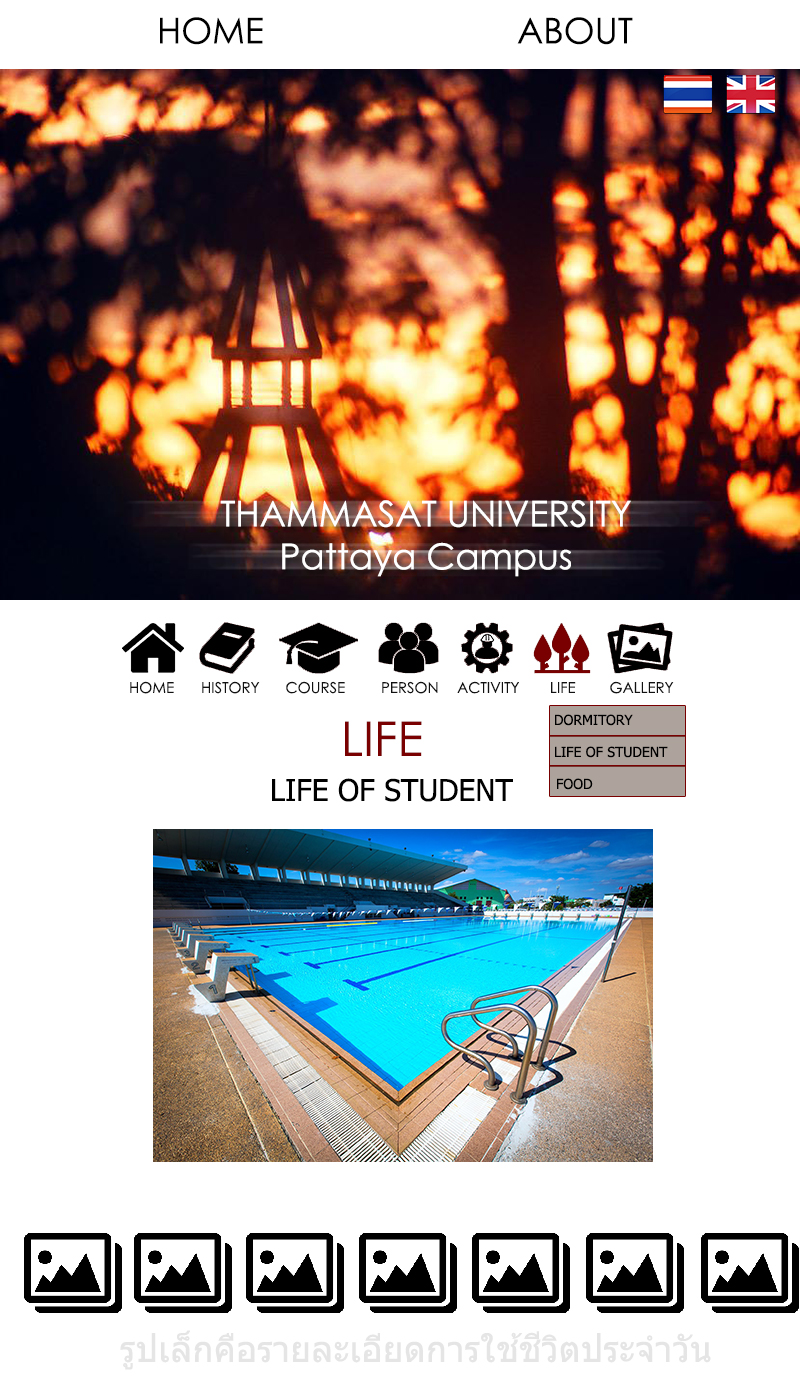 HOME ABOUT
THAMMASAT UNIVERSITY
Pattaya Campus
HOME HISTORY COURSE PERSON ACTIVITY LIFE GALLERY
LIFE
LIFE OF STUDENT
DORMITORY
LIFE OF STUDENT
FOOD
รูปเล็กคือรายละเอียดการใช้ชีวิตประจำวัน